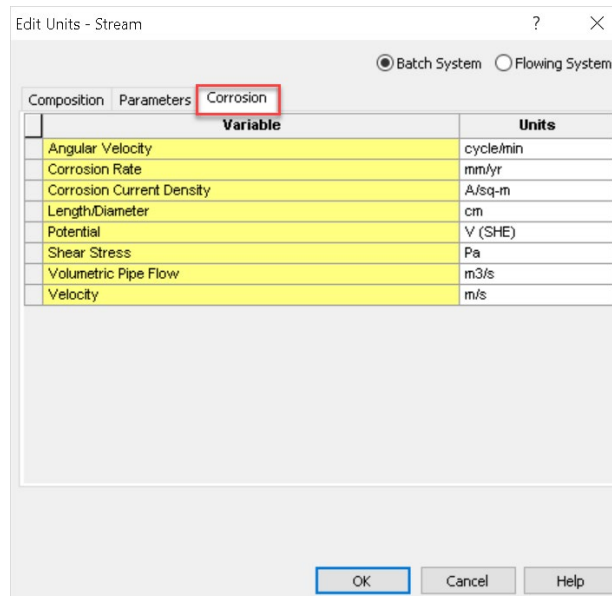 Edit Units - Stream ? ×
Batch System Flowing System
Composition Parameters Corrosion
Variable Units
Angular Velocity cycle/min
Corrosion Rate mm/yr
Corrosion Current Density A/sq-m
Length/Diameter cm
Potential V (SHE)
Shear Stress Pa
Volumetric Pipe Flow m3/s
Velocity m/s
OK Cancel Help